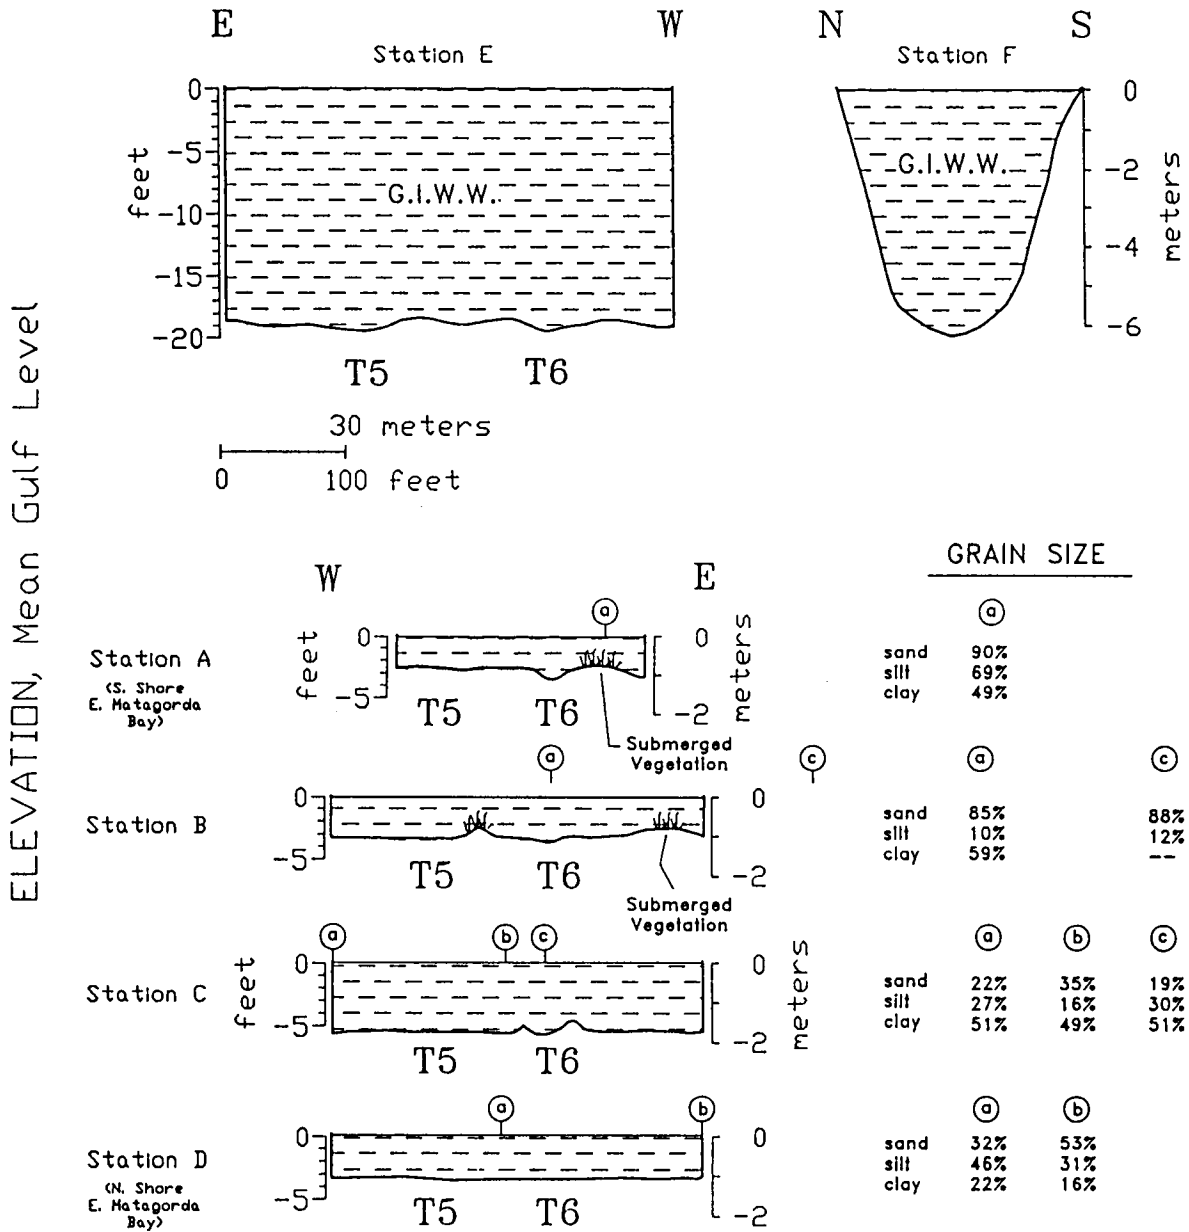 E W N S
Station E Station F
0 0
feet -5 G.I.W.W. G.I.W.W. -2 meters
-10
-15 -4
-20 -6
T5 T6
30 meters
0 100 feet
ELEVATION, Mean Gulf Level
GRAIN SIZE
W E
a a
Station A
(S. Shore
E. Matagorda
Bay)
feet 0 -5 0 -2 meters
T5 T6
Submerged
Vegetation
sand 90%
silt 69%
clay 49%
a c a c
Station B
0 -5 0 -2
T5 T6
Submerged
Vegetation
sand 85% 88%
silt 10% 12%
clay 59% --
a b c a b c
Station C
feet 0 -5 0 -2 meters
T5 T6
sand 22% 35% 19%
silt 27% 16% 30%
clay 51% 49% 51%
a b a b
Station D
(N. Shore
E. Matagorda
Bay)
0 -5 0 -2
T5 T6
sand 32% 53%
silt 46% 31%
clay 22% 16%